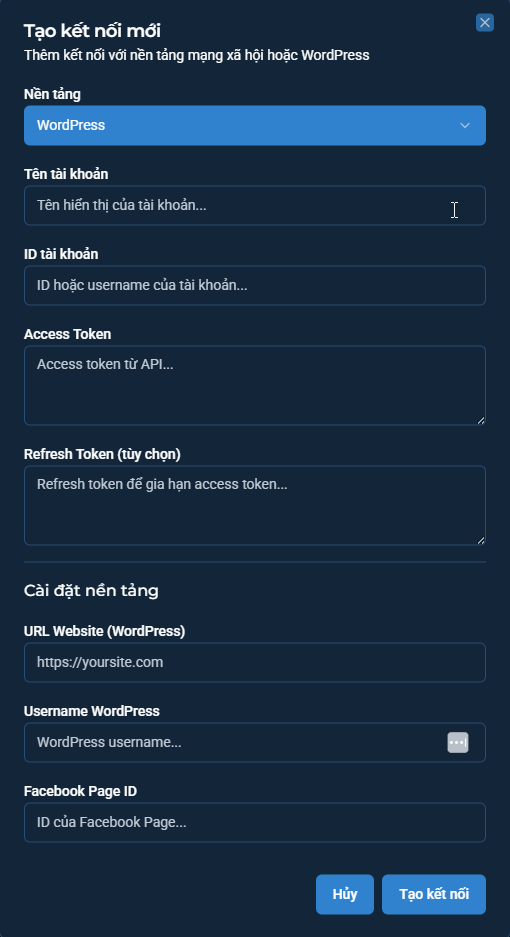 Tạo kết nối mới
Thêm kết nối với nền tảng mạng xã hội hoặc WordPress
Nền tảng
WordPress
Tên tài khoản
Tên hiển thị của tài khoản...
ID tài khoản
ID hoặc username của tài khoản...
Access Token
Access token từ API...
Refresh Token (tùy chọn)
Refresh token để gia hạn access token...
Cài đặt nền tảng
URL Website (WordPress)
https://yoursite.com
Username WordPress
WordPress username...
Facebook Page ID
ID của Facebook Page...
Hủy
Tạo kết nối